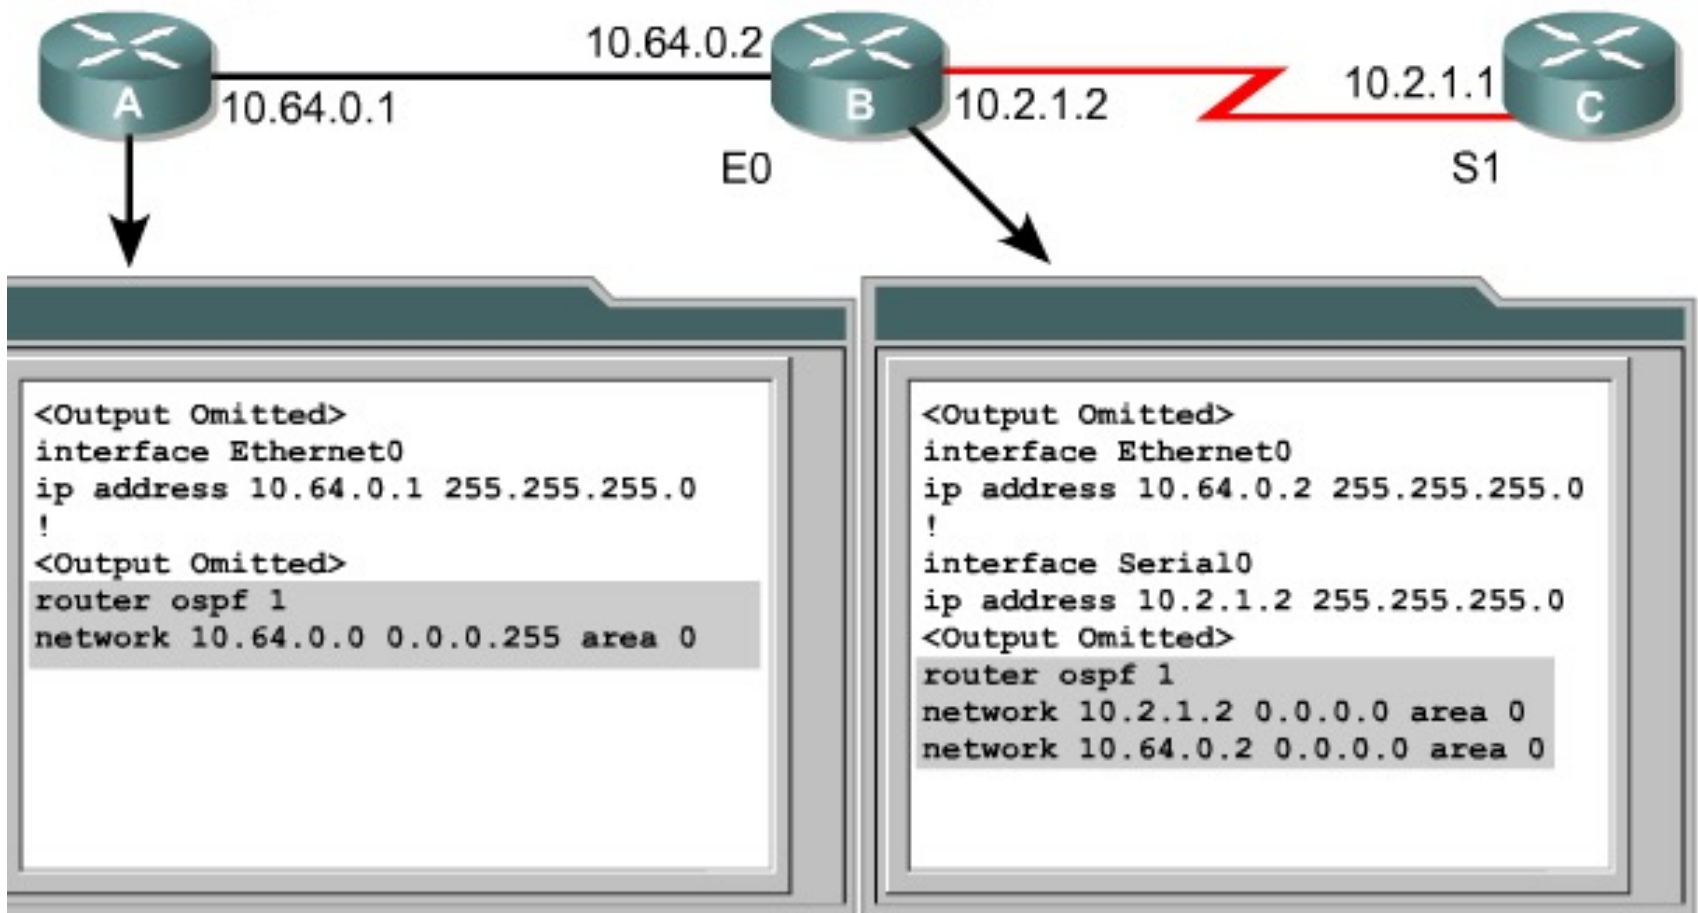 10.64.0.2
10.2.1.1
A
10.64.0.1
B
10.2.1.2
C
E0
S1
<Output Omitted>
interface Ethernet0
ip address 10.64.0.1 255.255.255.0
!
<Output Omitted>
router ospf 1
network 10.64.0.0 0.0.0.255 area 0
<Output Omitted>
interface Ethernet0
ip address 10.64.0.2 255.255.255.0
!
interface Serial0
ip address 10.2.1.2 255.255.255.0
<Output Omitted>
router ospf 1
network 10.2.1.2 0.0.0.0 area 0
network 10.64.0.2 0.0.0.0 area 0